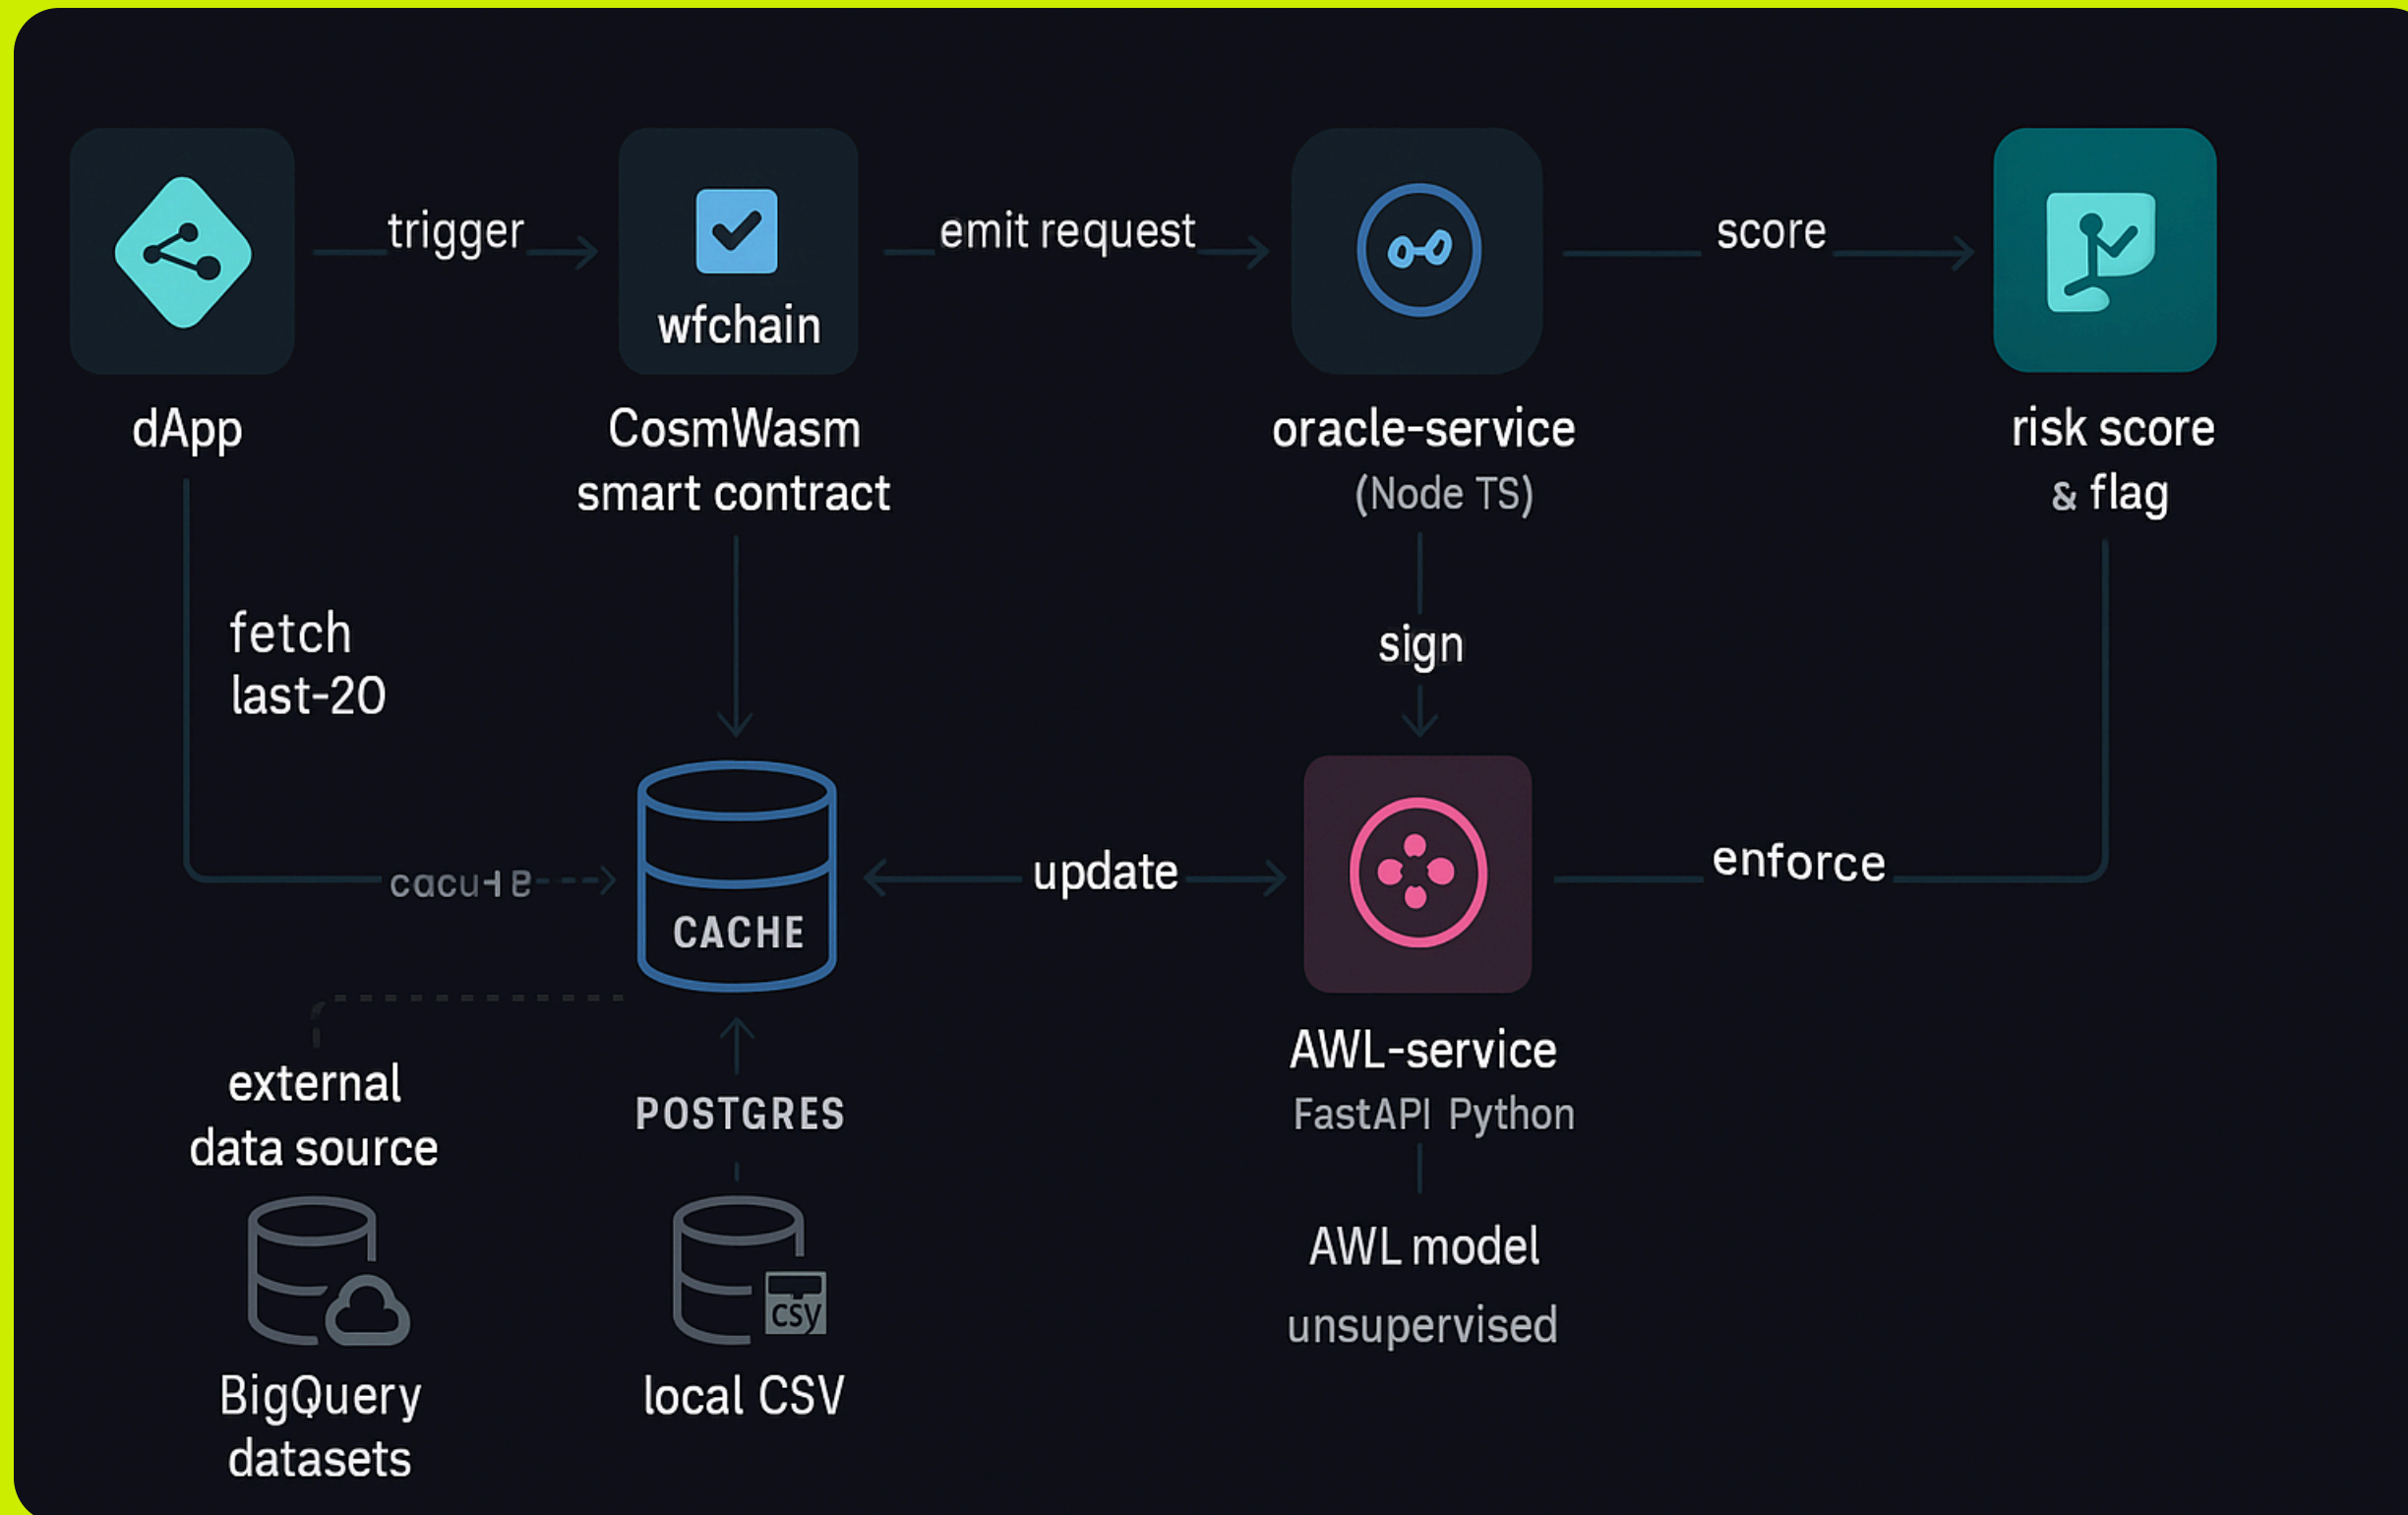 trigger
emit request
score
wfchain
dApp
CosmWasm
smart contract
oracle-service
(Node TS)
risk score
& flag
fetch
last-20
sign
CACHE
update
enforce
external
data source
POSTGRES
AWL-service
FastAPI Python
AWL model
unsupervised
CSV
BigQuery
datasets
local CSV